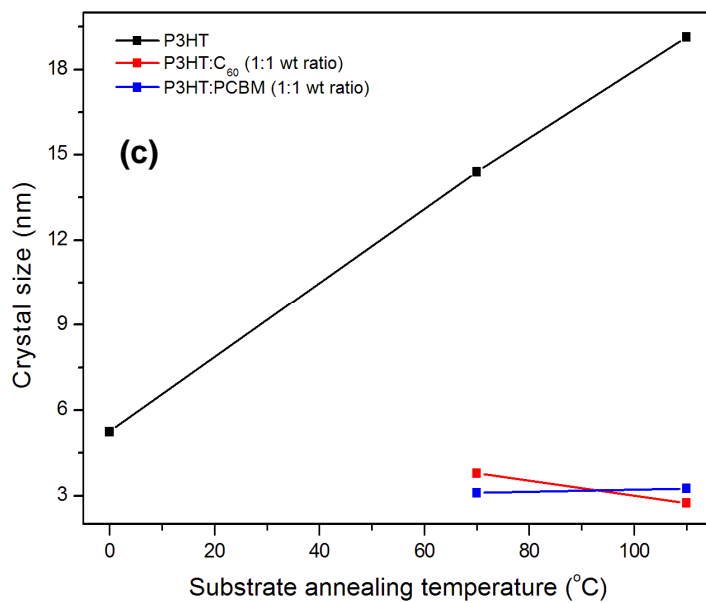 P3HT
P3HT:C₆₀ (1:1 wt ratio)
P3HT:PCBM (1:1 wt ratio)
(c)
18
15
12
9
6
3
Crystal size (nm)
0 20 40 60 80 100
Substrate annealing temperature (°C)